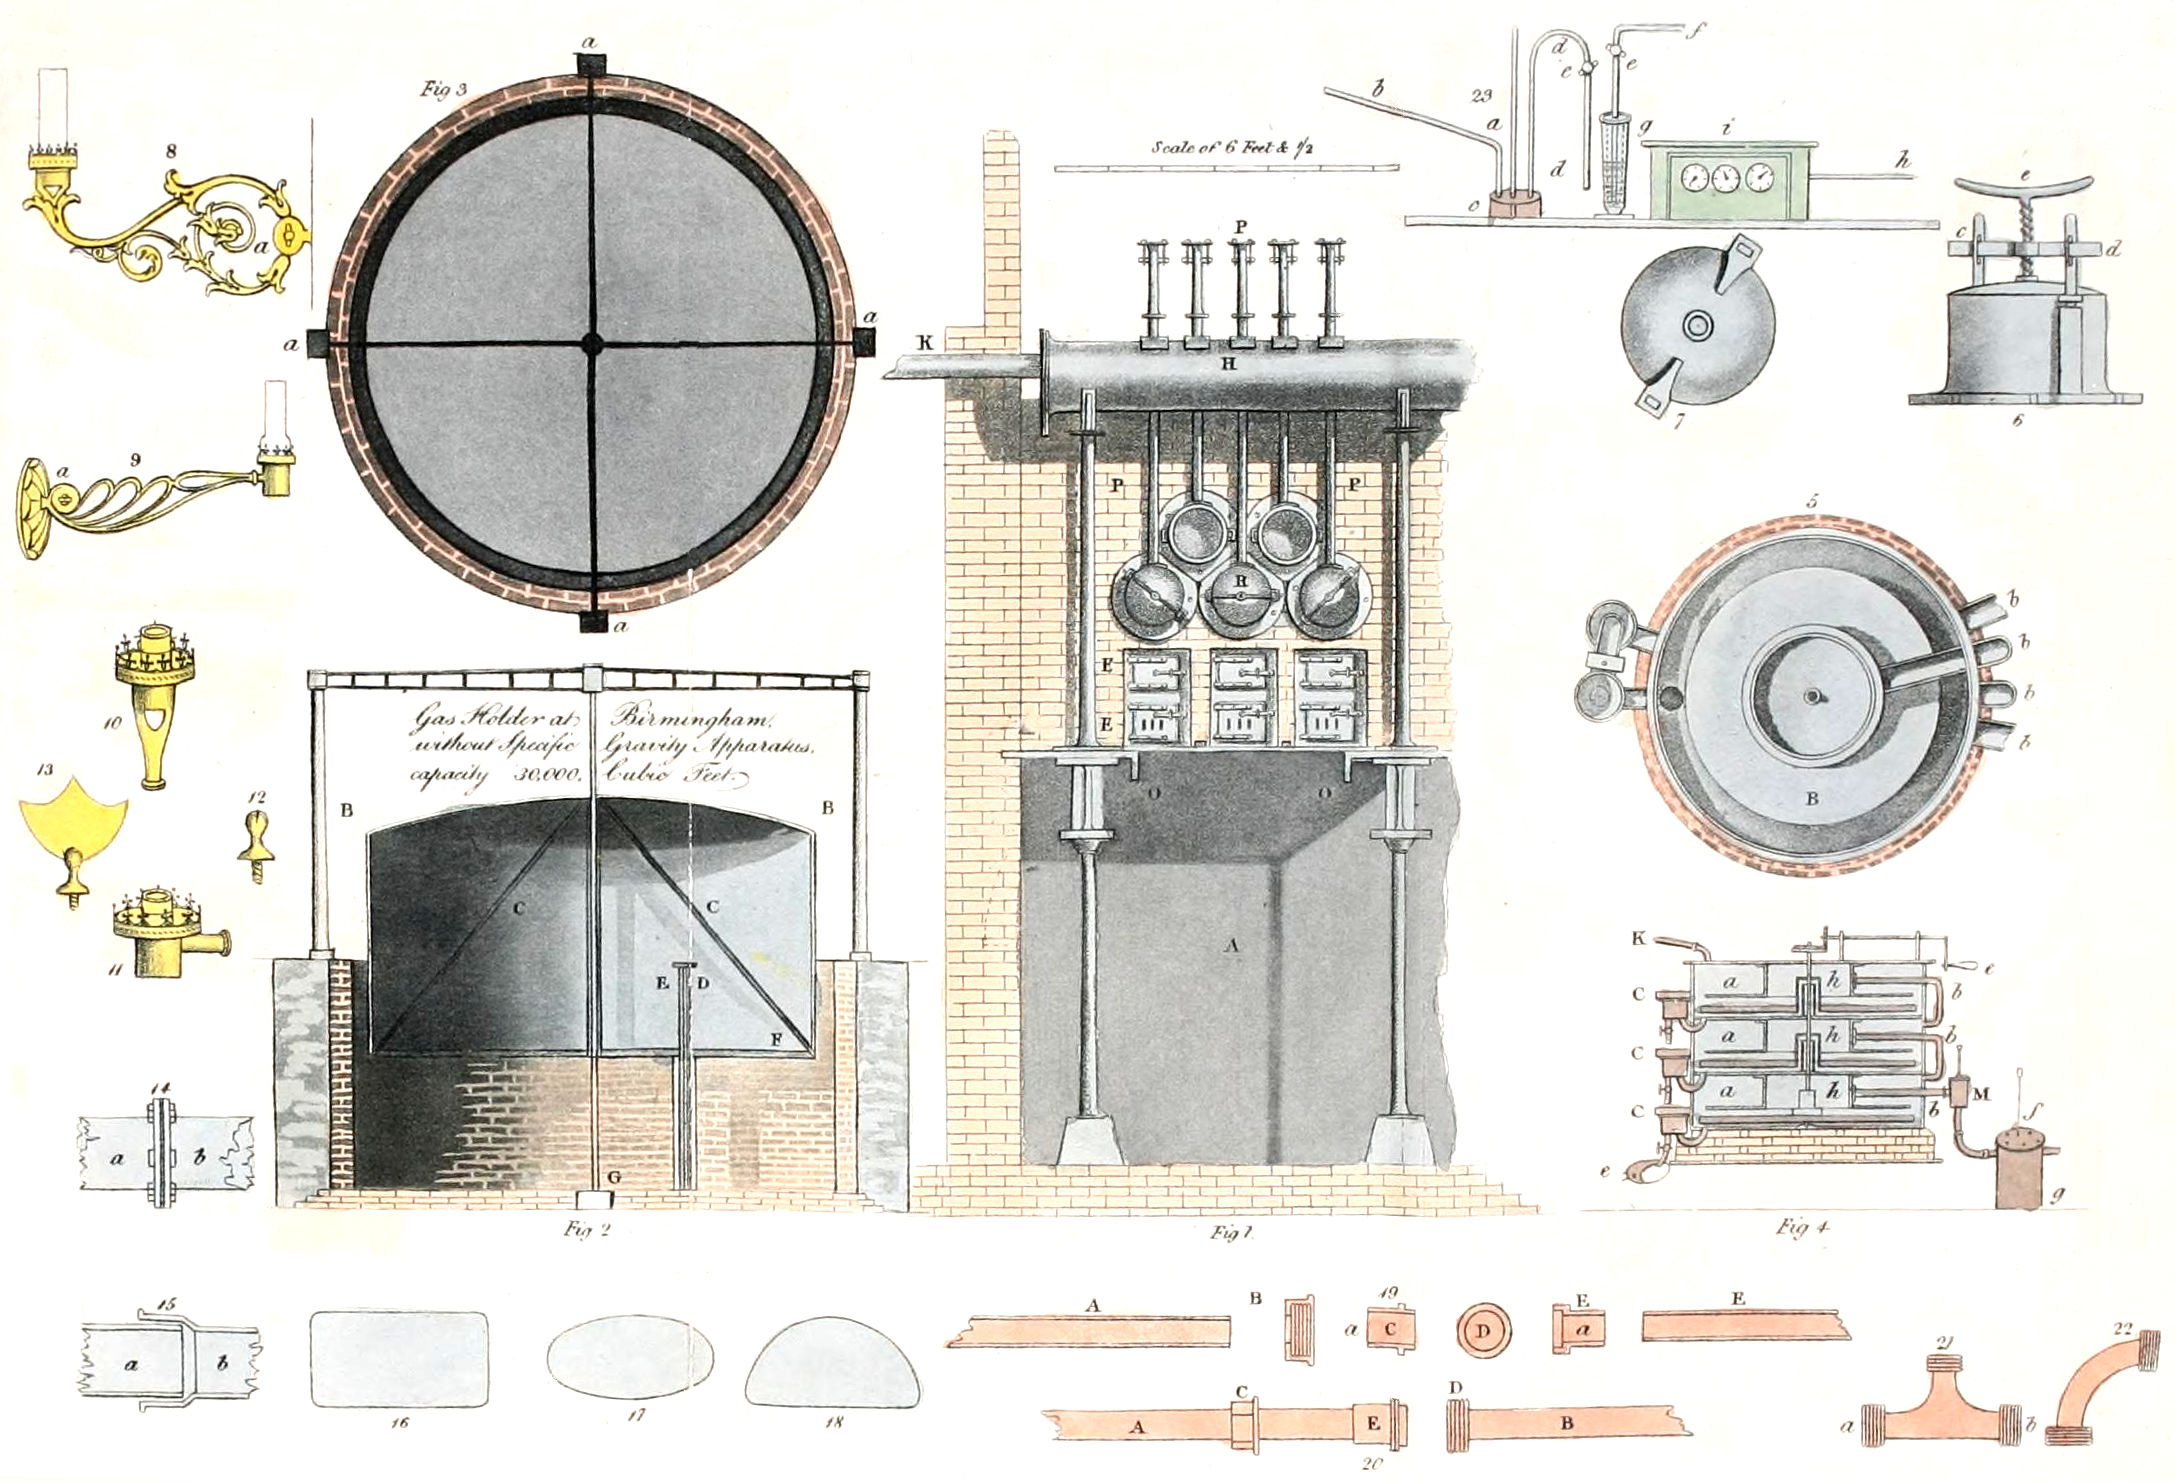 a
Fig 3
a
a
a
8
a
9
a
10
13
12
11
Gas Holder at Birmingham.
without Specific Gravity Apparatus.
capacity 30,000. Cubic Feet.
B
B
C
C
E
D
F
G
Fig 2
14
a
b
15
a
b
16
17
18
Scale of 6 Feet & 1/2
P
K
H
P
P
R
E
E
O
O
A
Fig 1.
b
23
a
d
e
e
f
d
c
g
i
h
7
e
c
d
6
5
b
b
b
b
B
K
e
C
a
h
b
C
a
h
b
C
a
h
b
M
f
e
g
Fig 4
A
B
19
a
C
D
E
a
E
A
C
E
20
D
B
21
a
b
22